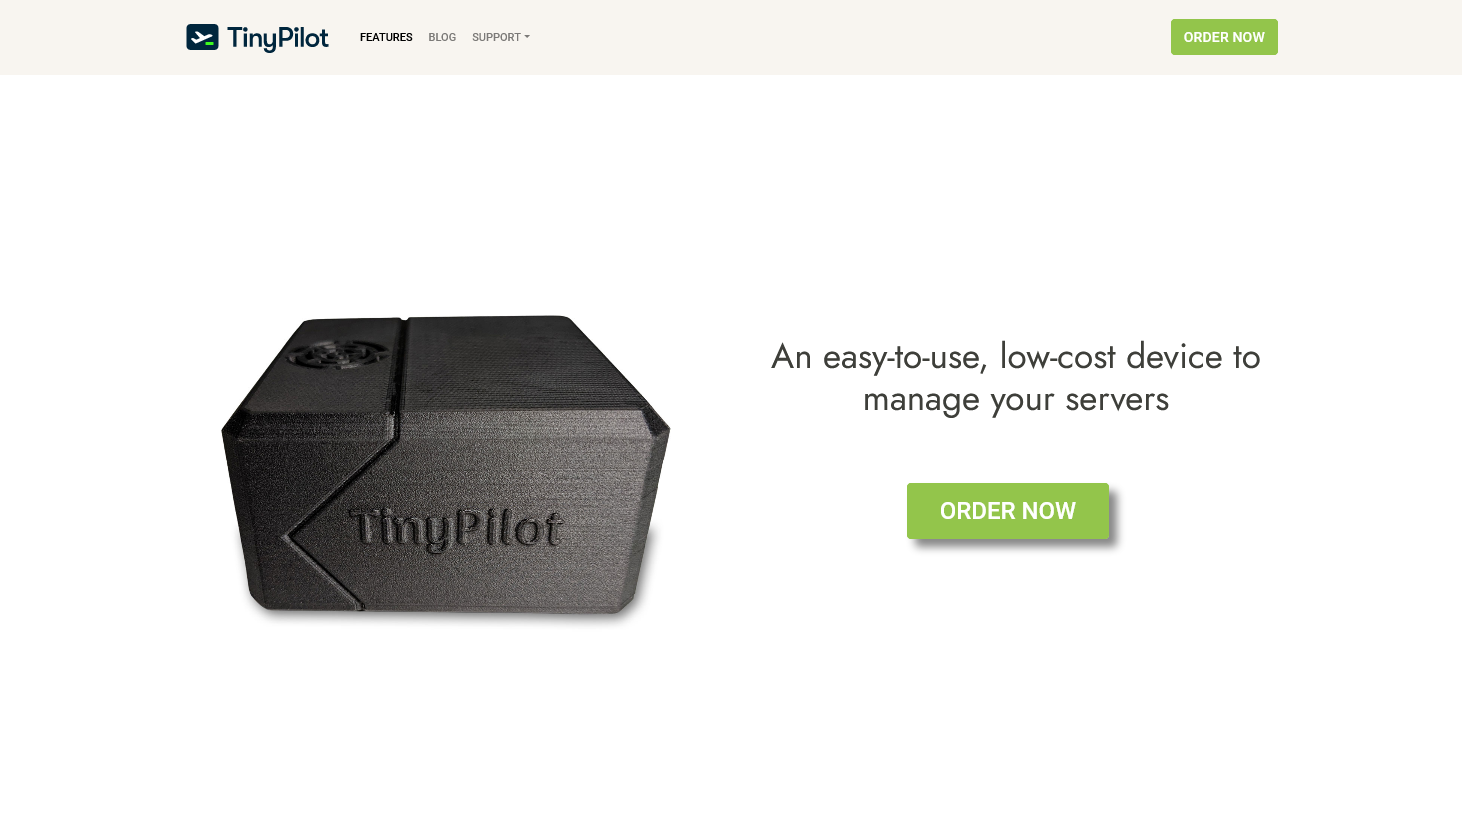 TinyPilot
FEATURES
BLOG
SUPPORT
ORDER NOW
TinyPilot
An easy-to-use, low-cost device to
manage your servers
ORDER NOW